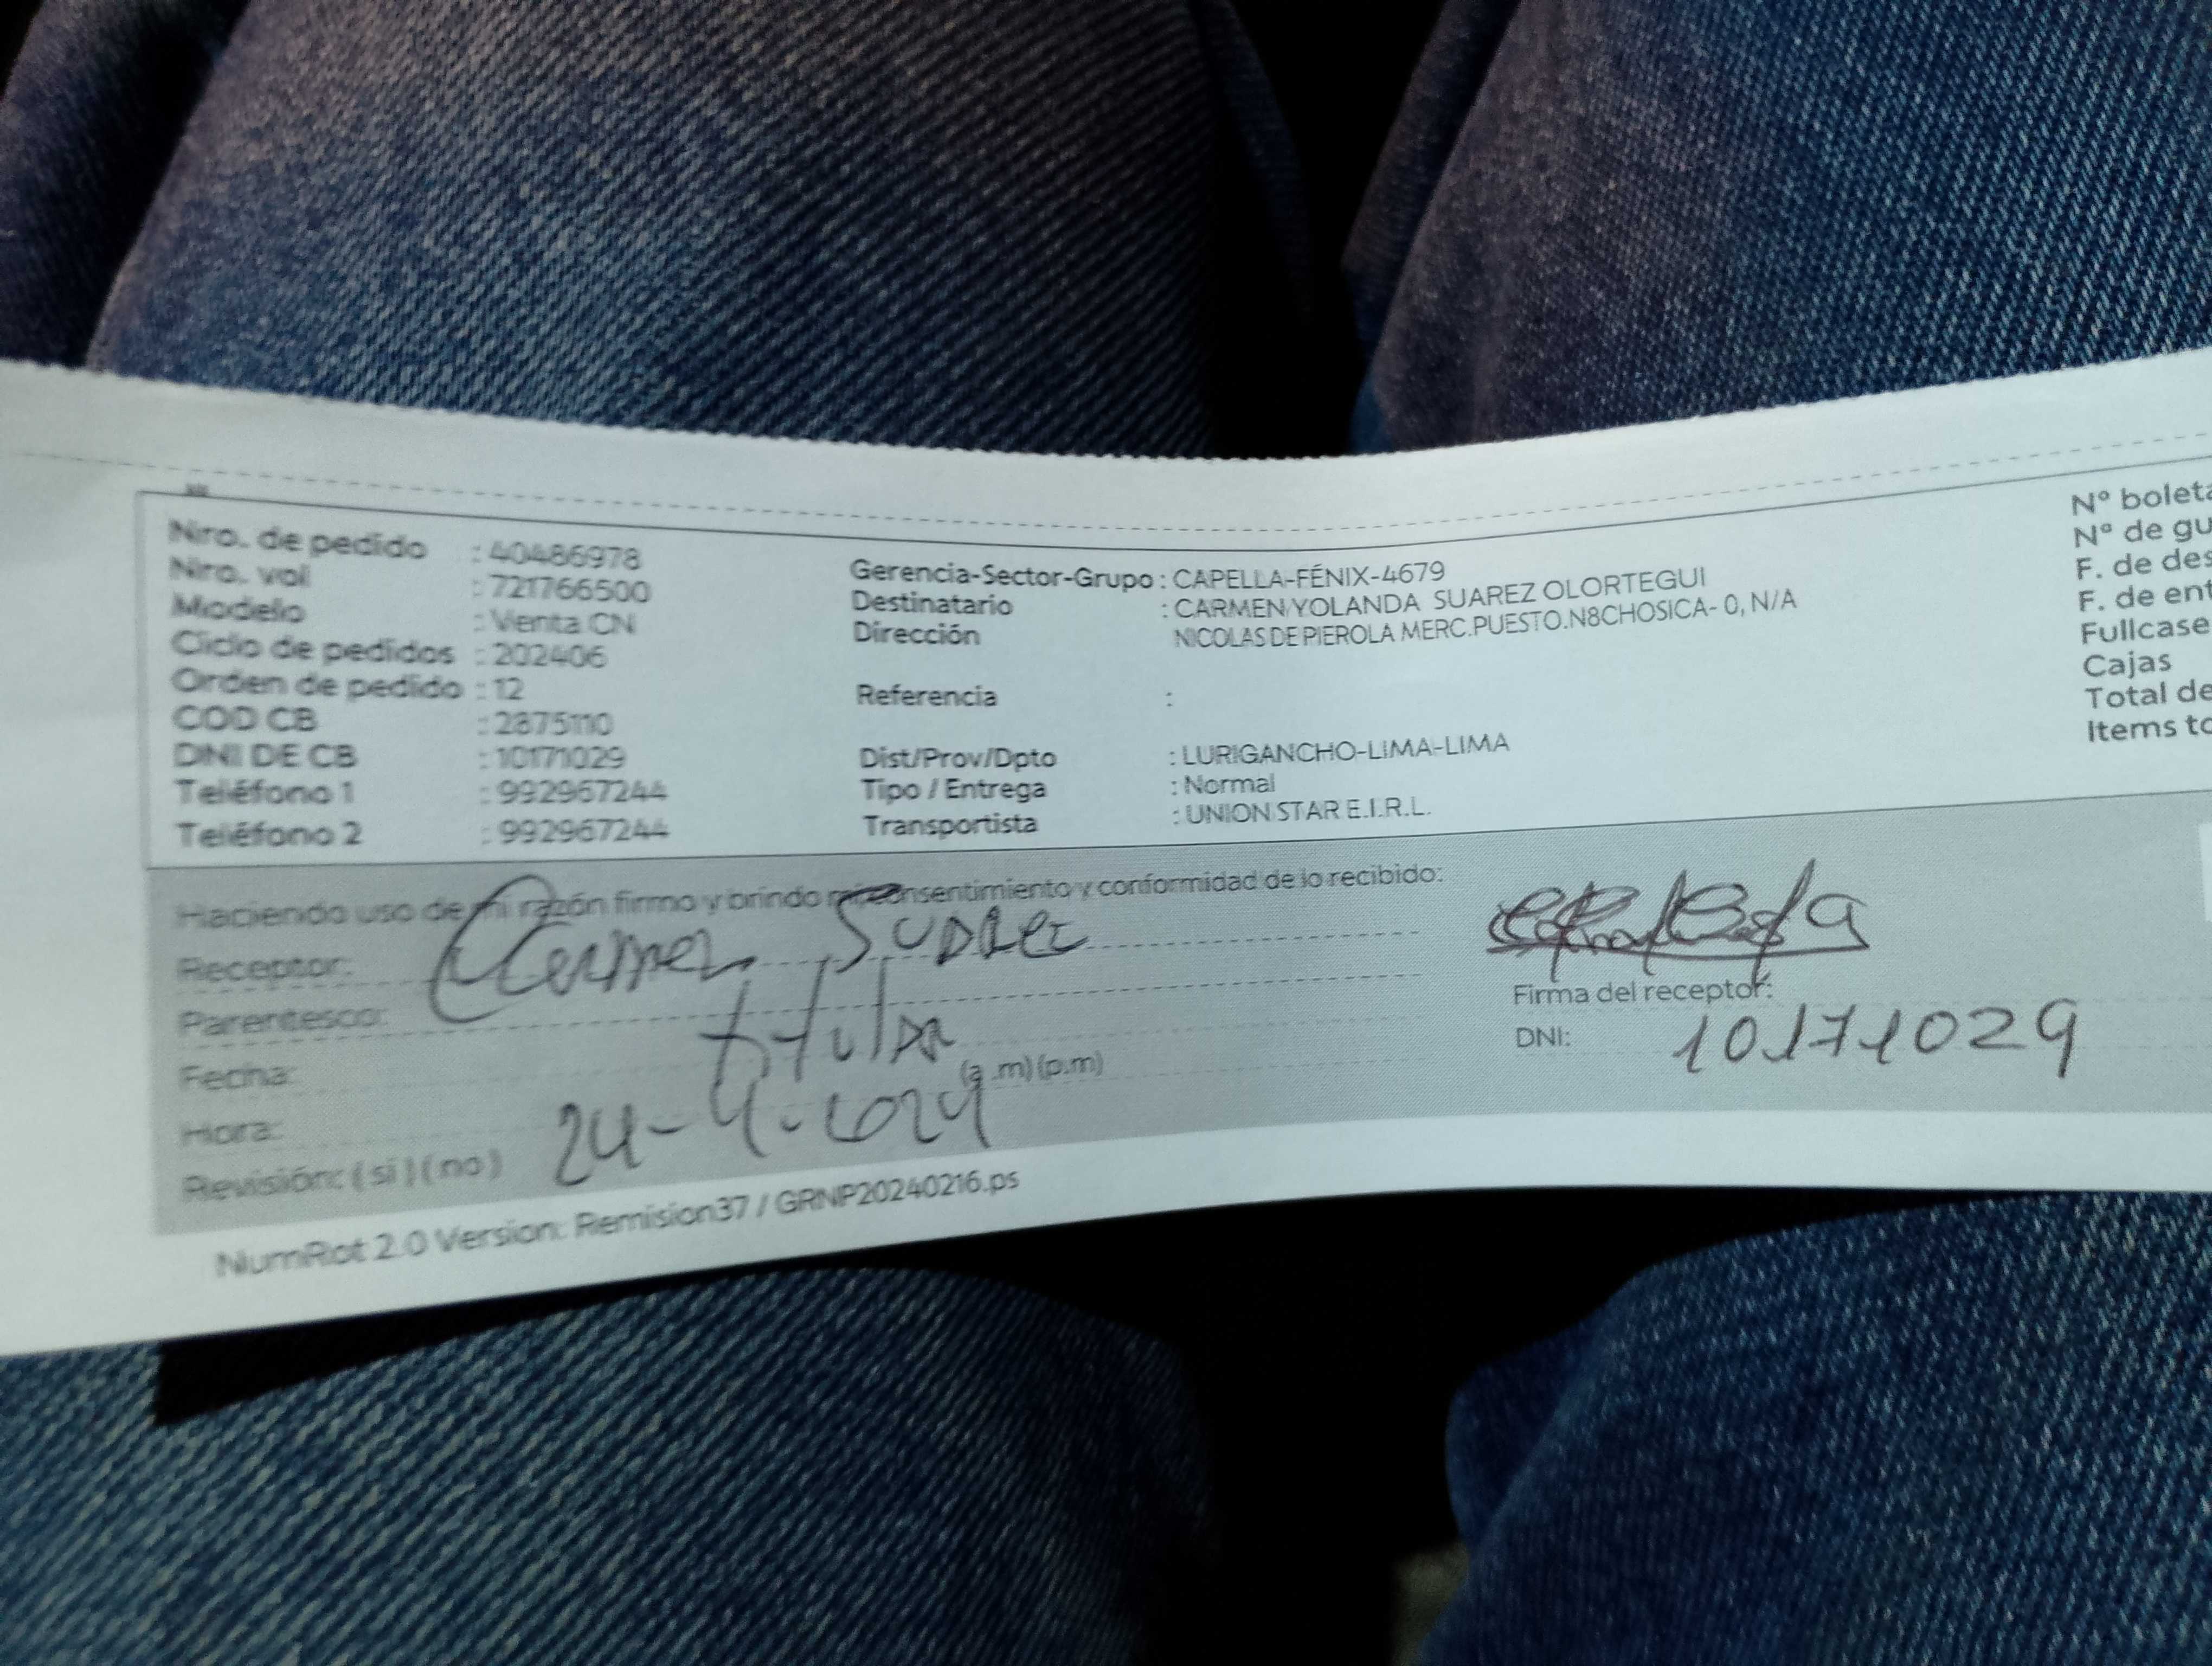 Nro. de pedido : 40486978
Nro. vol : 721766500
Modelo : Venta CN
Ciclo de pedidos : 202406
Orden de pedido : 12
COD CB : 2875110
DNI DE CB : 10171029
Teléfono 1 : 992967244
Teléfono 2 : 992967244
Gerencia-Sector-Grupo : CAPELLA-FÉNIX-4679
Destinatario : CARMEN YOLANDA SUAREZ OLORTEGUI
Dirección NICOLAS DE PIEROLA MERC.PUESTO.N8CHOSICA- 0, N/A
Referencia :
Dist/Prov/Dpto : LURIGANCHO-LIMA-LIMA
Tipo / Entrega : Normal
Transportista : UNION STAR E.I.R.L.
N° boleta
N° de gu
F. de des
F. de ent
Fullcase
Cajas
Total de
Items to
Haciendo uso de mi razón firmo y brindo mi consentimiento y conformidad de lo recibido:
Receptor: Carmen Suarez
Parentesco: titular
Fecha: 24-4-2024
Hora: (a.m) (p.m)
Revisión: ( si ) ( no )
Firma del receptor:
DNI: 10171029
NumRot 2.0 Version: Remision37 / GRNP20240216.ps